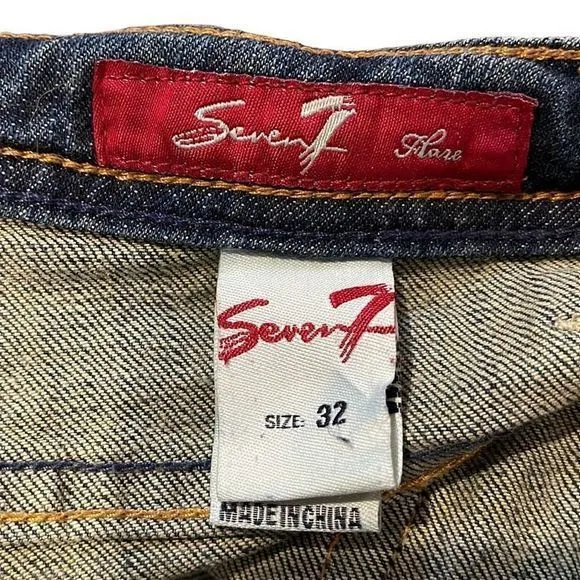 Seven7 Flare
Seven7
SIZE: 32
MADE IN CHINA